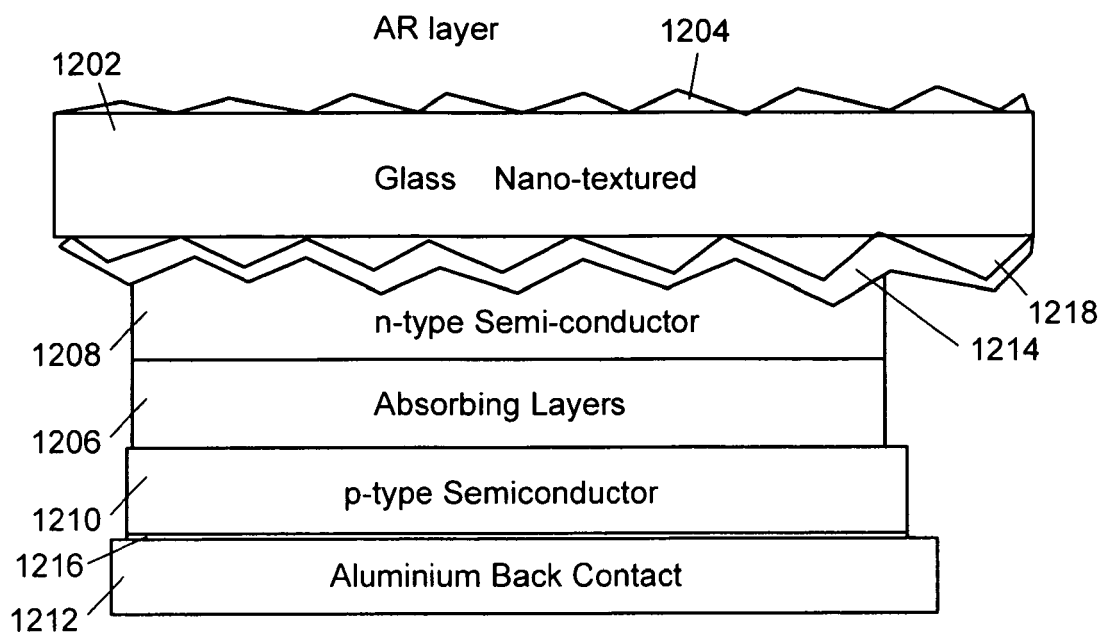 AR layer
1204
1202
Glass Nano-textured
1218
n-type Semi-conductor
1214
1208
Absorbing Layers
1206
p-type Semiconductor
1210
1216
Aluminium Back Contact
1212